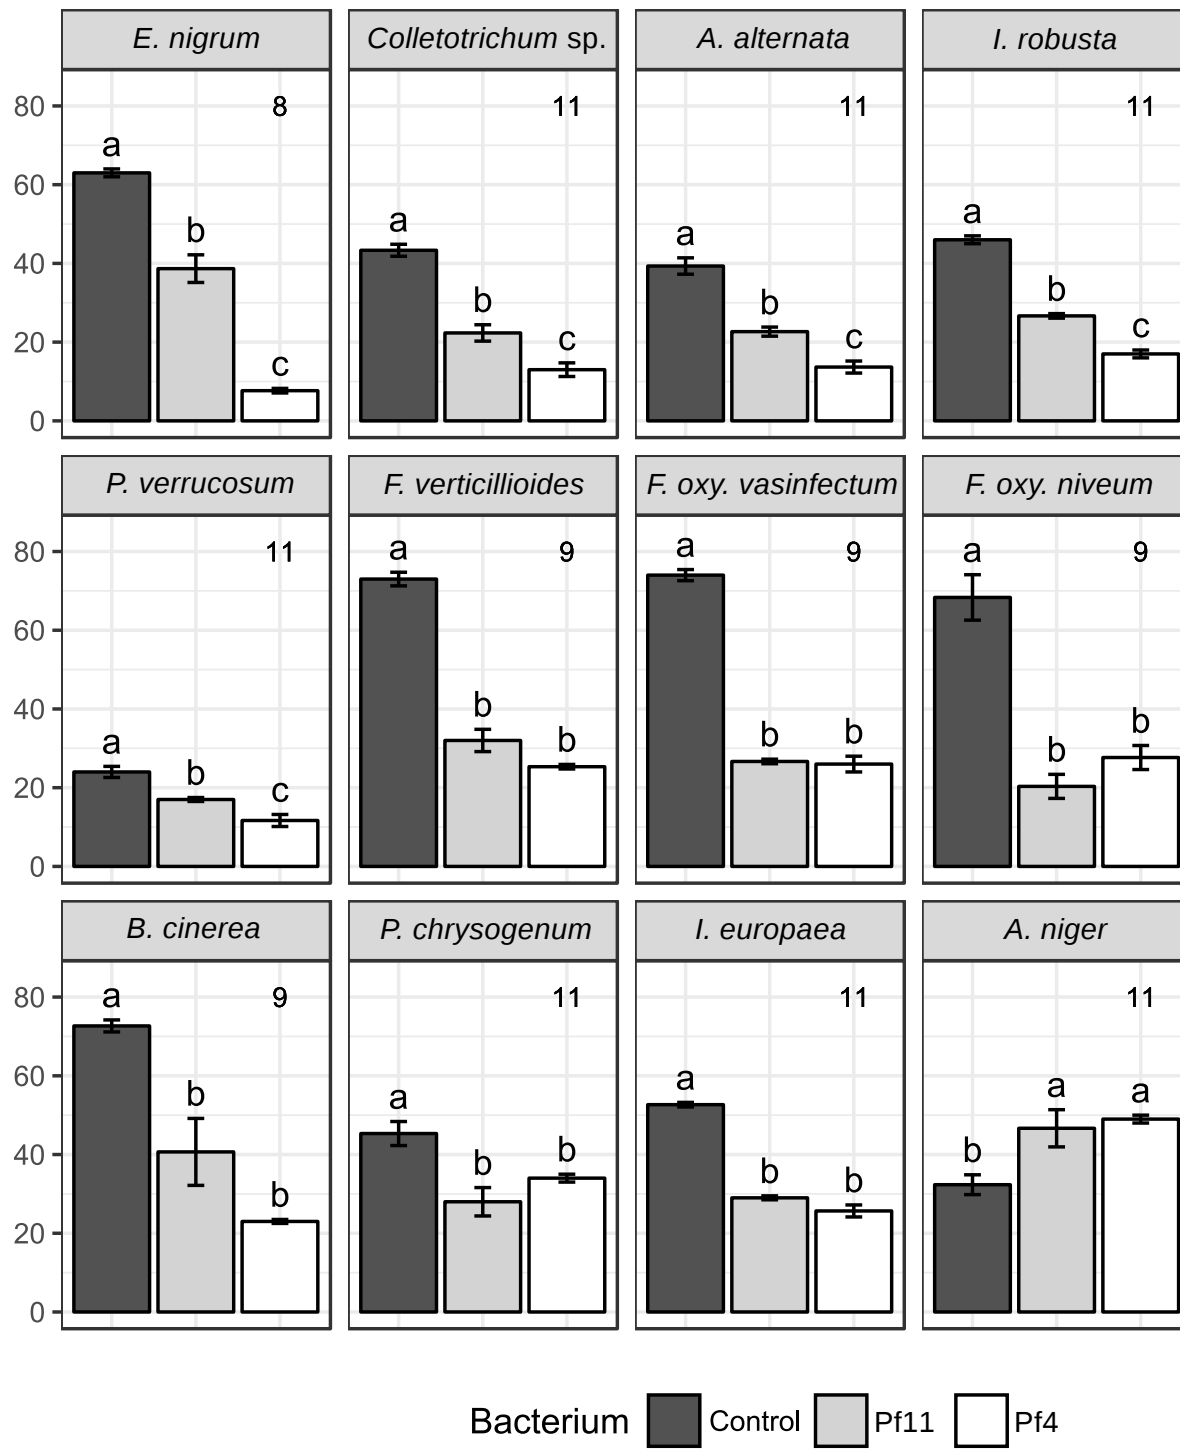 E. nigrum Colletotrichum sp. A. alternata I. robusta
80 8 11 11 11
a
60
b a a a
40
b b b
20 c c c
c
0
P. verrucosum F. verticillioides F. oxy. vasinfectum F. oxy. niveum
80 11 a 9 a 9 a 9
60
40
a b b b b b b
20 b c
0
B. cinerea P. chrysogenum I. europaea A. niger
80 a 9 11 11 11
60
b a a a a
40
b b b b b b
20
0
Bacterium Control Pf11 Pf4